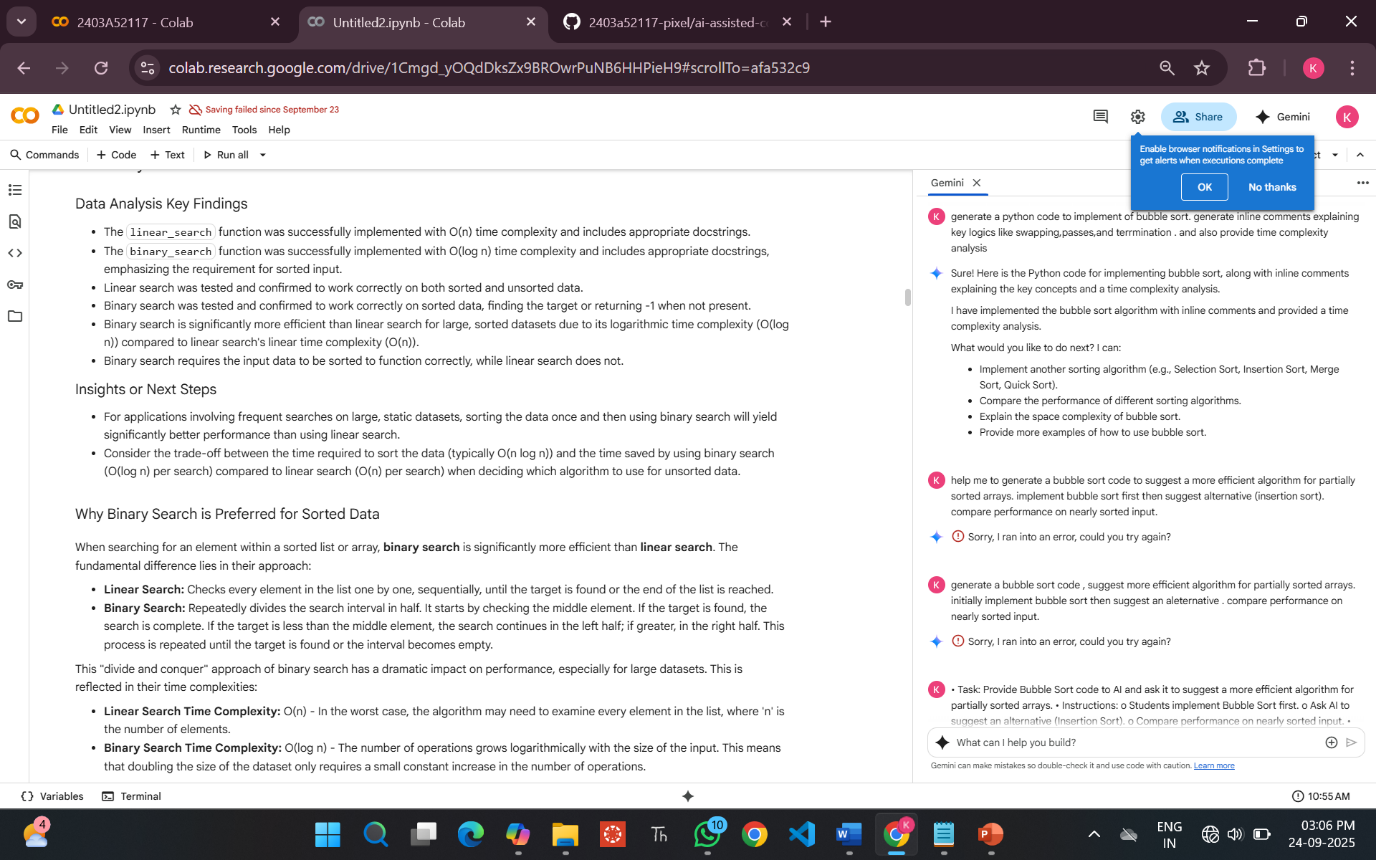 2403A52117 - Colab
Untitled2.ipynb - Colab
2403a52117-pixel/ai-assisted-c
colab.research.google.com/drive/1Cmgd_yOQdDksZx9BROwrPuNB6HHPieH9#scrollTo=afa532c9
K
Untitled2.ipynb
Saving failed since September 23
File Edit View Insert Runtime Tools Help
Share
Gemini
K
Commands + Code + Text Run all
Enable browser notifications in Settings to
get alerts when executions complete
OK No thanks
Data Analysis Key Findings
• The linear_search function was successfully implemented with O(n) time complexity and includes appropriate docstrings.
• The binary_search function was successfully implemented with O(log n) time complexity and includes appropriate docstrings,
emphasizing the requirement for sorted input.
• Linear search was tested and confirmed to work correctly on both sorted and unsorted data.
• Binary search was tested and confirmed to work correctly on sorted data, finding the target or returning -1 when not present.
• Binary search is significantly more efficient than linear search for large, sorted datasets due to its logarithmic time complexity (O(log
n)) compared to linear search's linear time complexity (O(n)).
• Binary search requires the input data to be sorted to function correctly, while linear search does not.
Insights or Next Steps
• For applications involving frequent searches on large, static datasets, sorting the data once and then using binary search will yield
significantly better performance than using linear search.
• Consider the trade-off between the time required to sort the data (typically O(n log n)) and the time saved by using binary search
(O(log n) per search) compared to linear search (O(n) per search) when deciding which algorithm to use for unsorted data.
Why Binary Search is Preferred for Sorted Data
When searching for an element within a sorted list or array, binary search is significantly more efficient than linear search. The
fundamental difference lies in their approach:
• Linear Search: Checks every element in the list one by one, sequentially, until the target is found or the end of the list is reached.
• Binary Search: Repeatedly divides the search interval in half. It starts by checking the middle element. If the target is found, the
search is complete. If the target is less than the middle element, the search continues in the left half; if greater, in the right half. This
process is repeated until the target is found or the interval becomes empty.
This "divide and conquer" approach of binary search has a dramatic impact on performance, especially for large datasets. This is
reflected in their time complexities:
• Linear Search Time Complexity: O(n) - In the worst case, the algorithm may need to examine every element in the list, where 'n' is
the number of elements.
• Binary Search Time Complexity: O(log n) - The number of operations grows logarithmically with the size of the input. This means
that doubling the size of the dataset only requires a small constant increase in the number of operations.
Gemini
K
generate a python code to implement of bubble sort. generate inline comments explaining
key logics like swapping,passes,and terrmination . and also provide time complexity
analysis
Sure! Here is the Python code for implementing bubble sort, along with inline comments
explaining the key concepts and a time complexity analysis.
I have implemented the bubble sort algorithm with inline comments and provided a time
complexity analysis.
What would you like to do next? I can:
• Implement another sorting algorithm (e.g., Selection Sort, Insertion Sort, Merge
Sort, Quick Sort).
• Compare the performance of different sorting algorithms.
• Explain the space complexity of bubble sort.
• Provide more examples of how to use bubble sort.
K
help me to generate a bubble sort code to suggest a more efficient algorithm for partially
sorted arrays. implement bubble sort first then suggest alternative (insertion sort).
compare performance on nearly sorted input.
Sorry, I ran into an error, could you try again?
K
generate a bubble sort code , suggest more efficient algorithm for partially sorted arrays.
initially implement bubble sort then suggest an aleternative . compare performance on
nearly sorted input.
Sorry, I ran into an error, could you try again?
K
• Task: Provide Bubble Sort code to AI and ask it to suggest a more efficient algorithm for
partially sorted arrays. • Instructions: o Students implement Bubble Sort first. o Ask AI to
suggest an alternative (Insertion Sort). o Compare performance on nearly sorted input. •
What can I help you build?
Gemini can make mistakes so double-check it and use code with caution. Learn more
Variables Terminal
10:55 AM
4
Th
10
K
ENG
IN
03:06 PM
24-09-2025